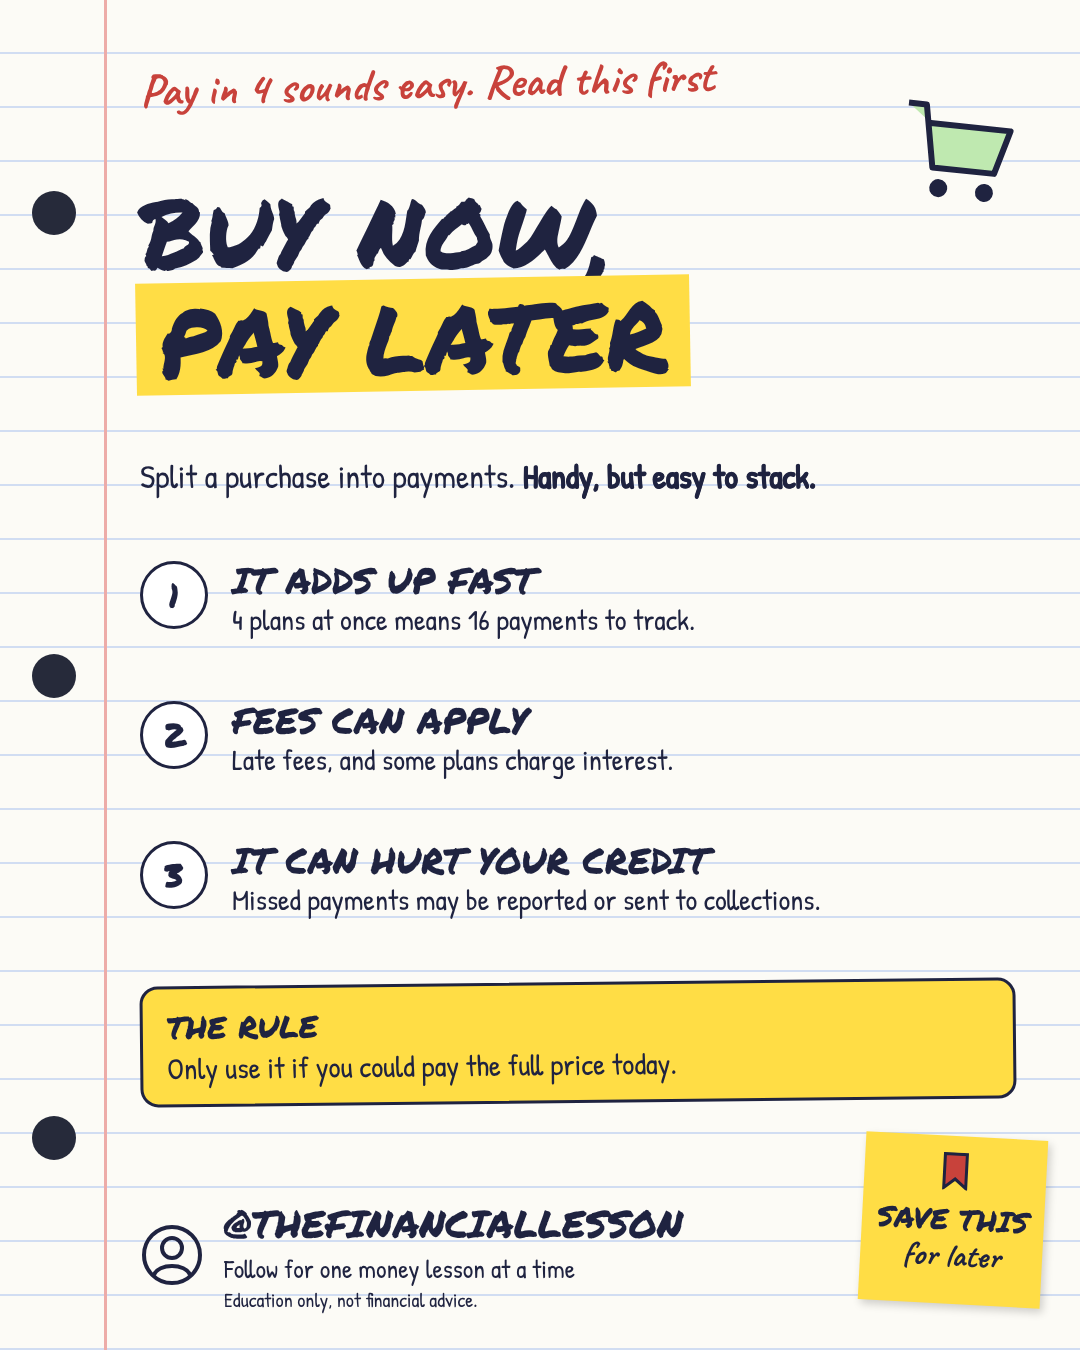 Pay in 4 sounds easy. Read this first
BUY NOW,
PAY LATER
Split a purchase into payments. Handy, but easy to stack.
1
IT ADDS UP FAST
4 plans at once means 16 payments to track.
2
FEES CAN APPLY
Late fees, and some plans charge interest.
3
IT CAN HURT YOUR CREDIT
Missed payments may be reported or sent to collections.
THE RULE
Only use it if you could pay the full price today.
@THEFINANCIALLESSON
Follow for one money lesson at a time
Education only, not financial advice.
SAVE THIS
for later